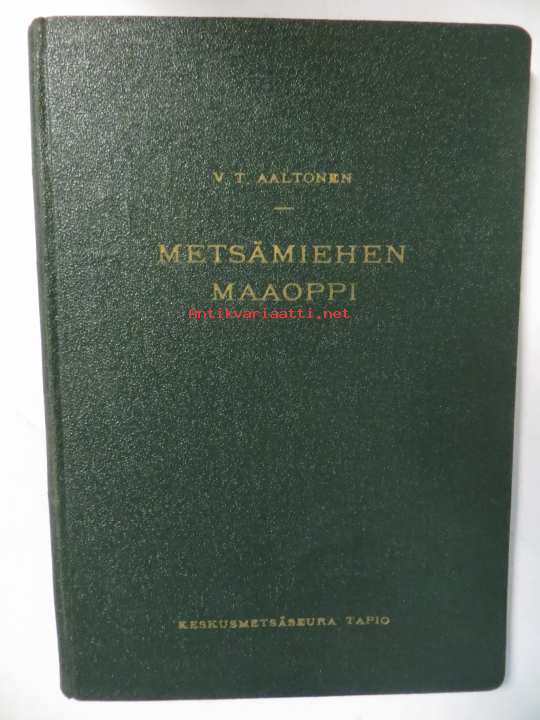 V. T. AALTONEN
METSÄMIEHEN
MAAOPPI
Antikvariaatti.net
KESKUSMETSÄSEURA TAPIO